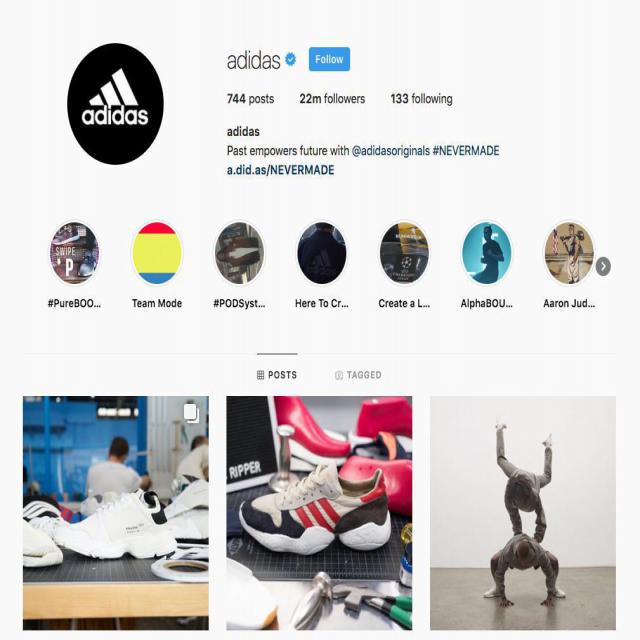 adidas
adidas
Follow
744 posts 22m followers 133 following
adidas
Past empowers future with @adidasoriginals #NEVERMADE
a.did.as/NEVERMADE
SWIPE
P
#PureBOO... Team Mode #PODSyst... Here To Cr... Create a L... AlphaBOU... Aaron Jud...
POSTS TAGGED
RIPPER